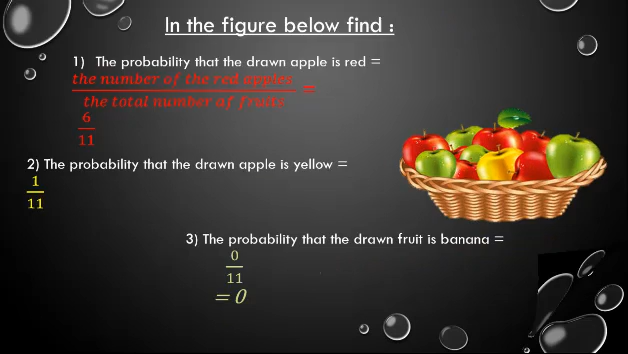 In the figure below find :
1) The probability that the drawn apple is red =
the number of the red apples
the total number af fruits
=
6
11
2) The probability that the drawn apple is yellow =
1
11
3) The probability that the drawn fruit is banana =
0
11
= 0